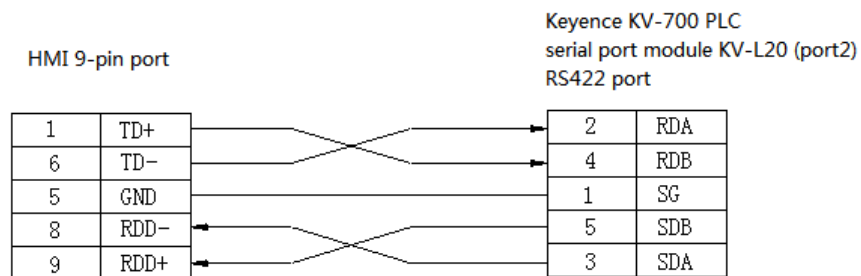 Keyence KV-700 PLC
serial port module KV-L20 (port2)
RS422 port
HMI 9-pin port
1 TD+ 2 RDA
6 TD- 4 RDB
5 GND 1 SG
8 RDD- 5 SDB
9 RDD+ 3 SDA